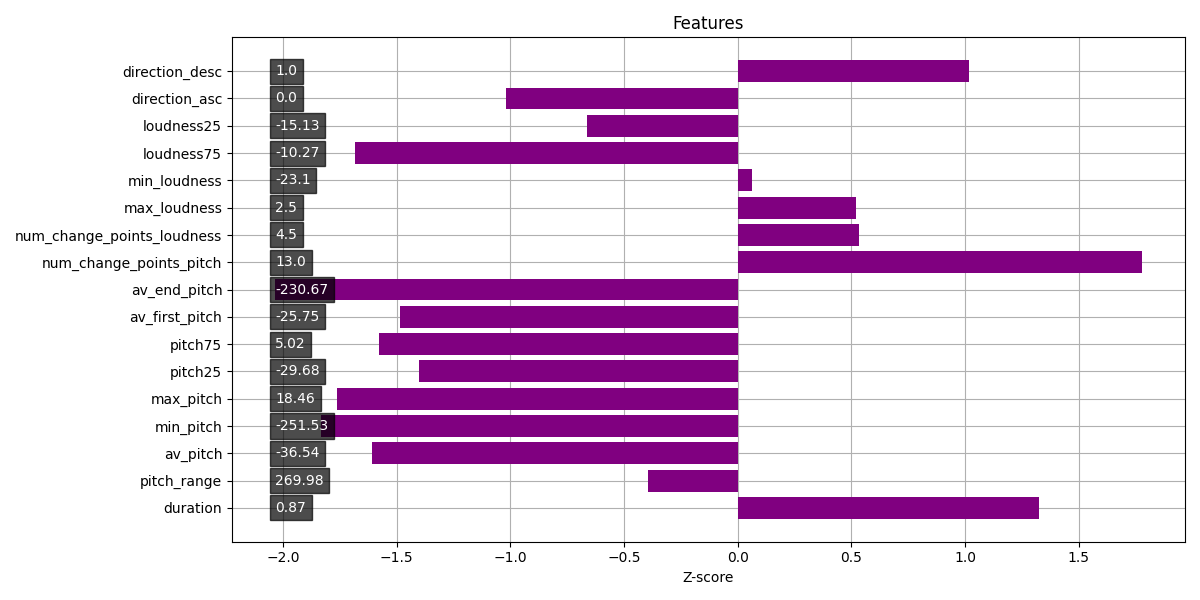 Features
direction_desc 1.0
direction_asc 0.0
loudness25 -15.13
loudness75 -10.27
min_loudness -23.1
max_loudness 2.5
num_change_points_loudness 4.5
num_change_points_pitch 13.0
av_end_pitch -230.67
av_first_pitch -25.75
pitch75 5.02
pitch25 -29.68
max_pitch 18.46
min_pitch -251.53
av_pitch -36.54
pitch_range 269.98
duration 0.87
−2.0 −1.5 −1.0 −0.5 0.0 0.5 1.0 1.5
Z-score